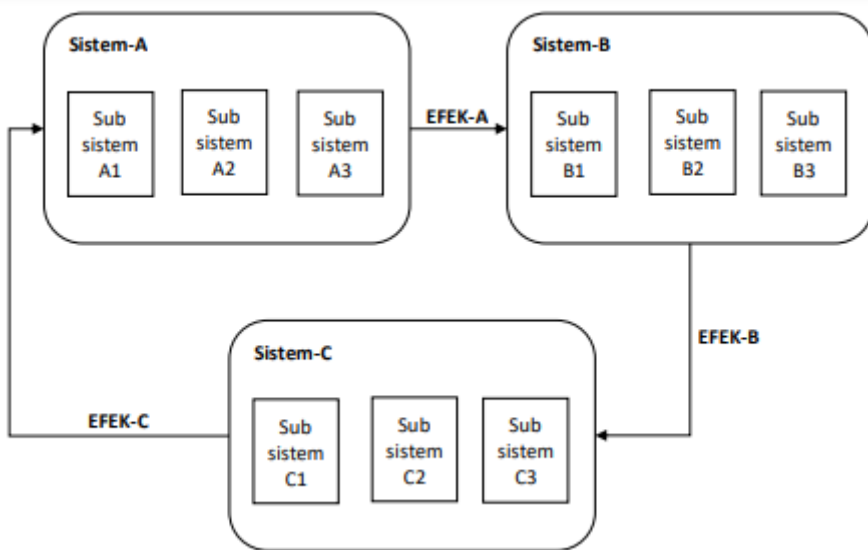 Sistem-A
Sub
sistem
A1
Sub
sistem
A2
Sub
sistem
A3
EFEK-A
Sistem-B
Sub
sistem
B1
Sub
sistem
B2
Sub
sistem
B3
EFEK-B
Sistem-C
Sub
sistem
C1
Sub
sistem
C2
Sub
sistem
C3
EFEK-C